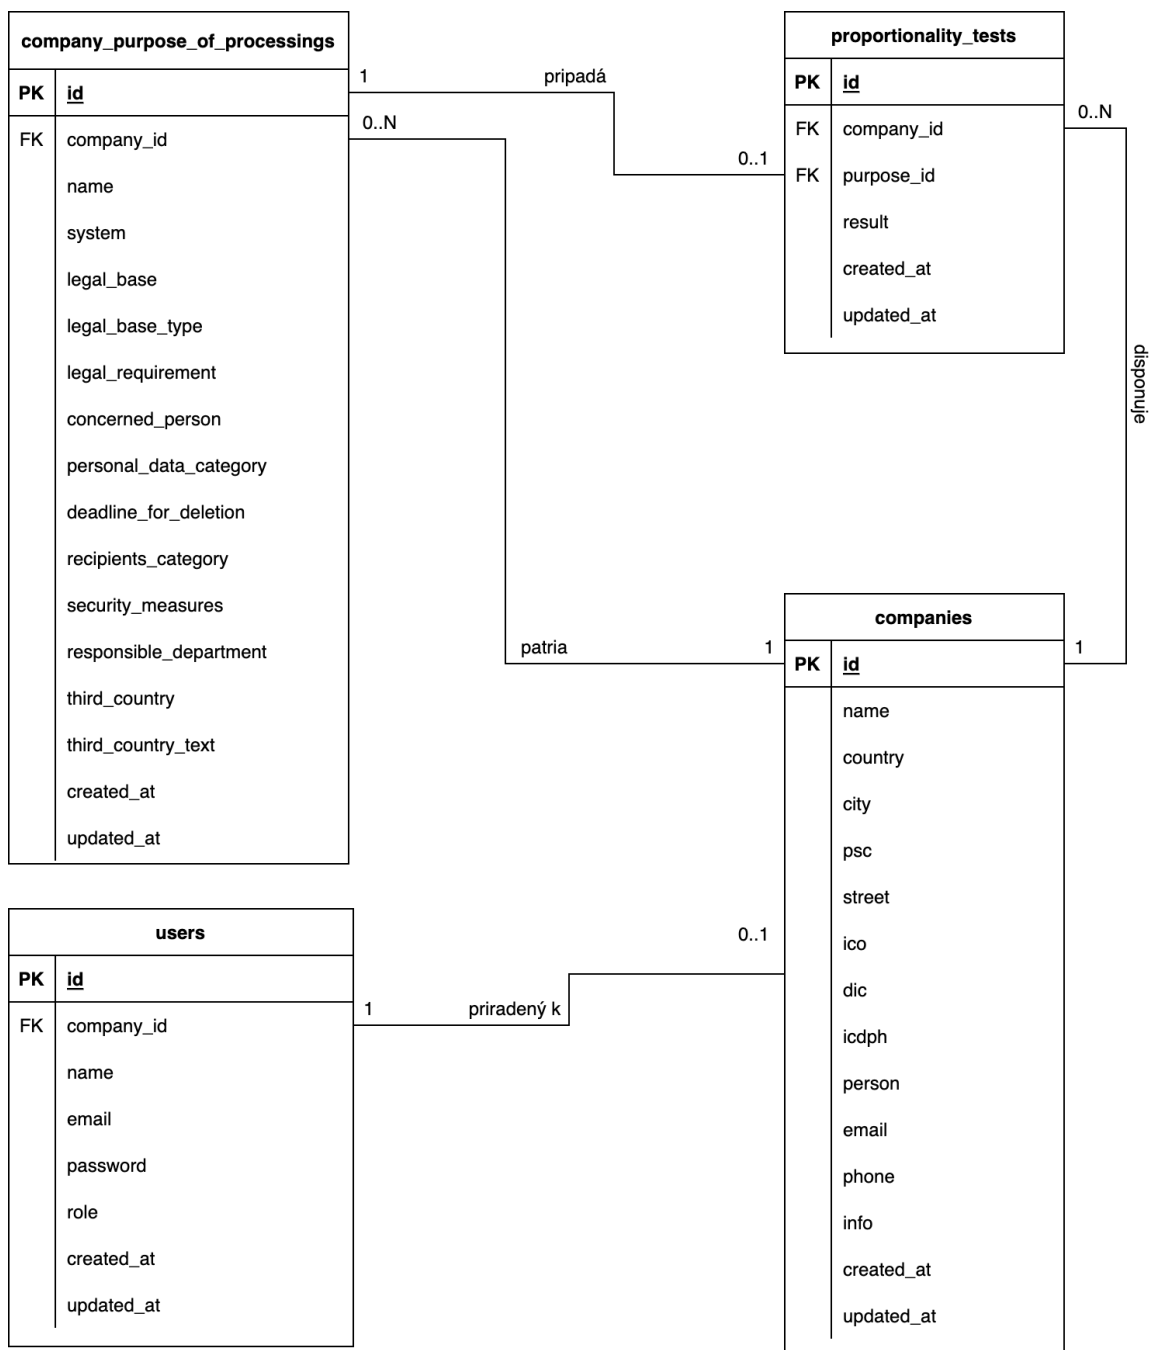 company_purpose_of_processings
PK id
FK company_id
name
system
legal_base
legal_base_type
legal_requirement
concerned_person
personal_data_category
deadline_for_deletion
recipients_category
security_measures
responsible_department
third_country
third_country_text
created_at
updated_at
1 pripadá
0..1
0..N
patria 1
proportionality_tests
PK id
FK company_id
FK purpose_id
result
created_at
updated_at
0..N
disponuje
1
companies
PK id
name
country
city
psc
street
ico
dic
icdph
person
email
phone
info
created_at
updated_at
users
PK id
FK company_id
name
email
password
role
created_at
updated_at
1 priradený k
0..1